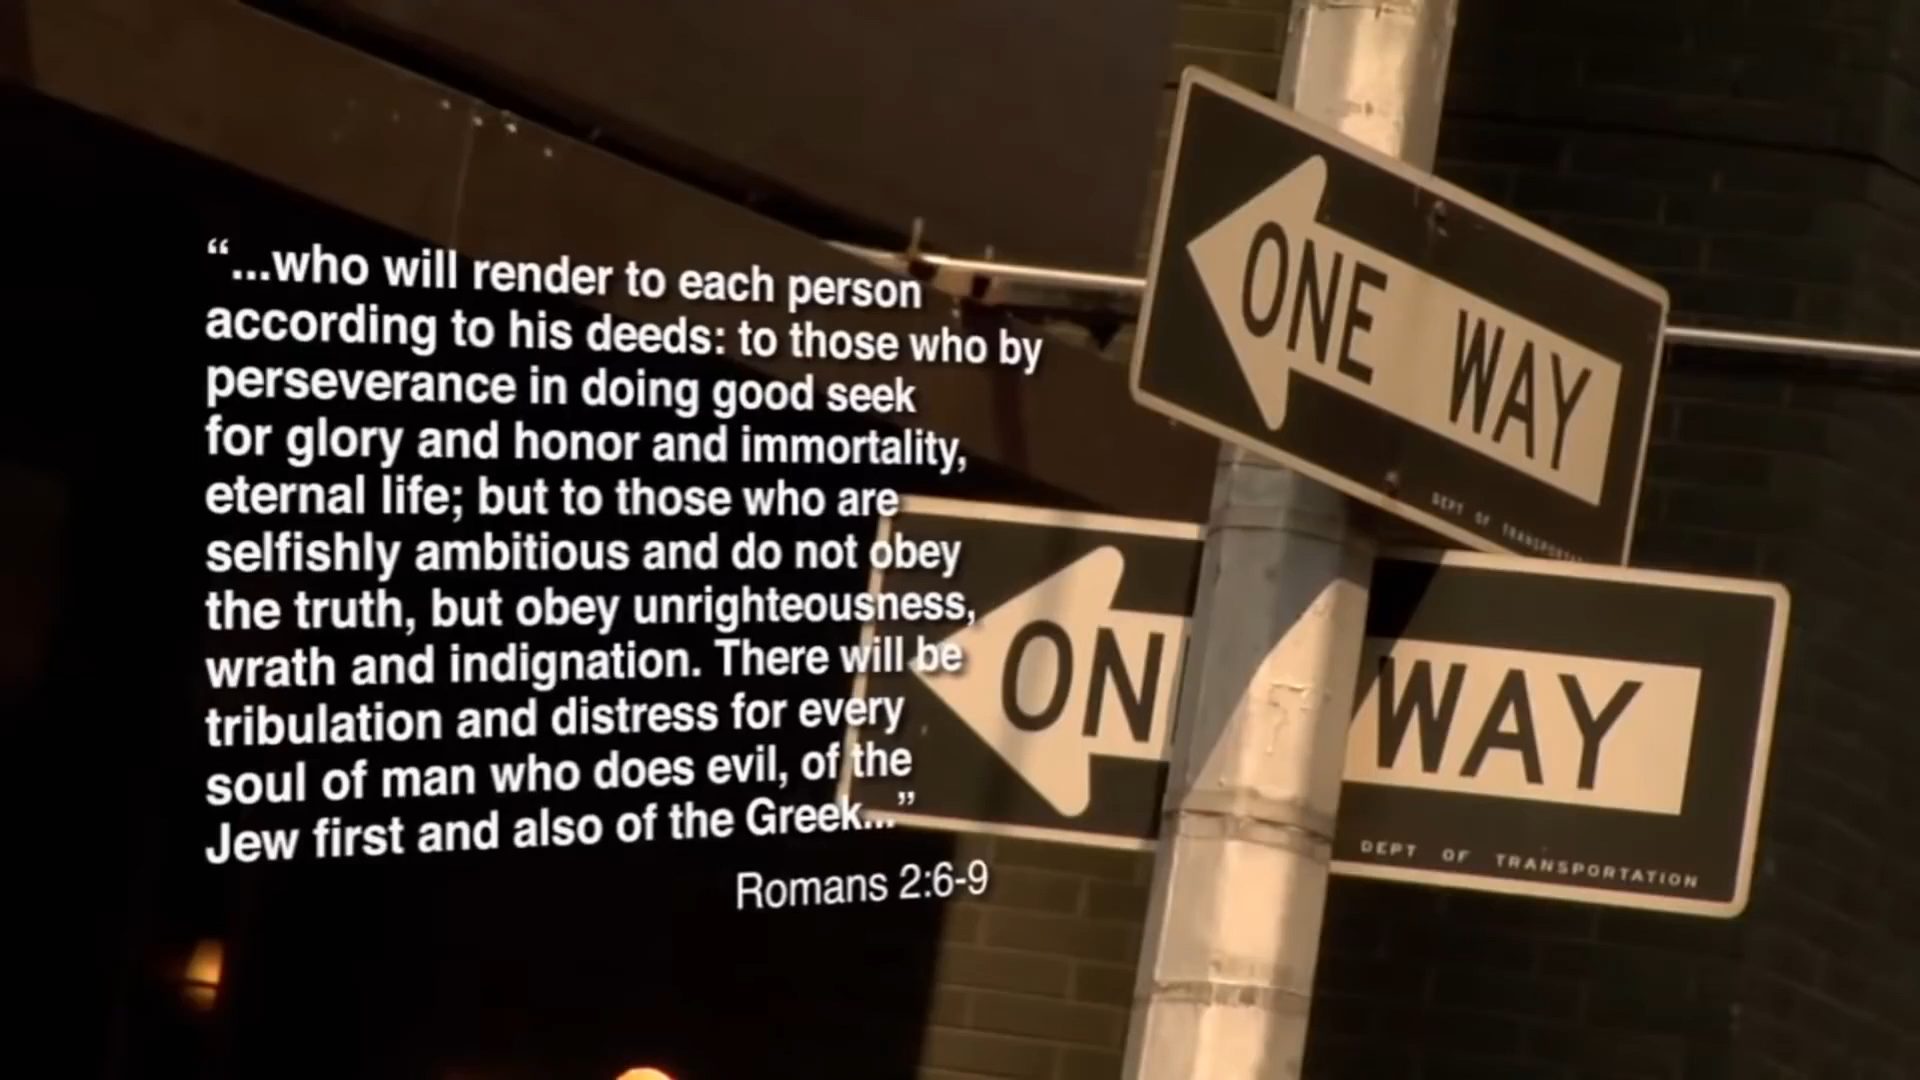 “...who will render to each person
according to his deeds: to those who by
perseverance in doing good seek
for glory and honor and immortality,
eternal life; but to those who are
selfishly ambitious and do not obey
the truth, but obey unrighteousness,
wrath and indignation. There will be
tribulation and distress for every
soul of man who does evil, of the
Jew first and also of the Greek...”
Romans 2:6-9
ONE WAY
DEPT OF
ON WAY
DEPT OF TRANSPORTATION